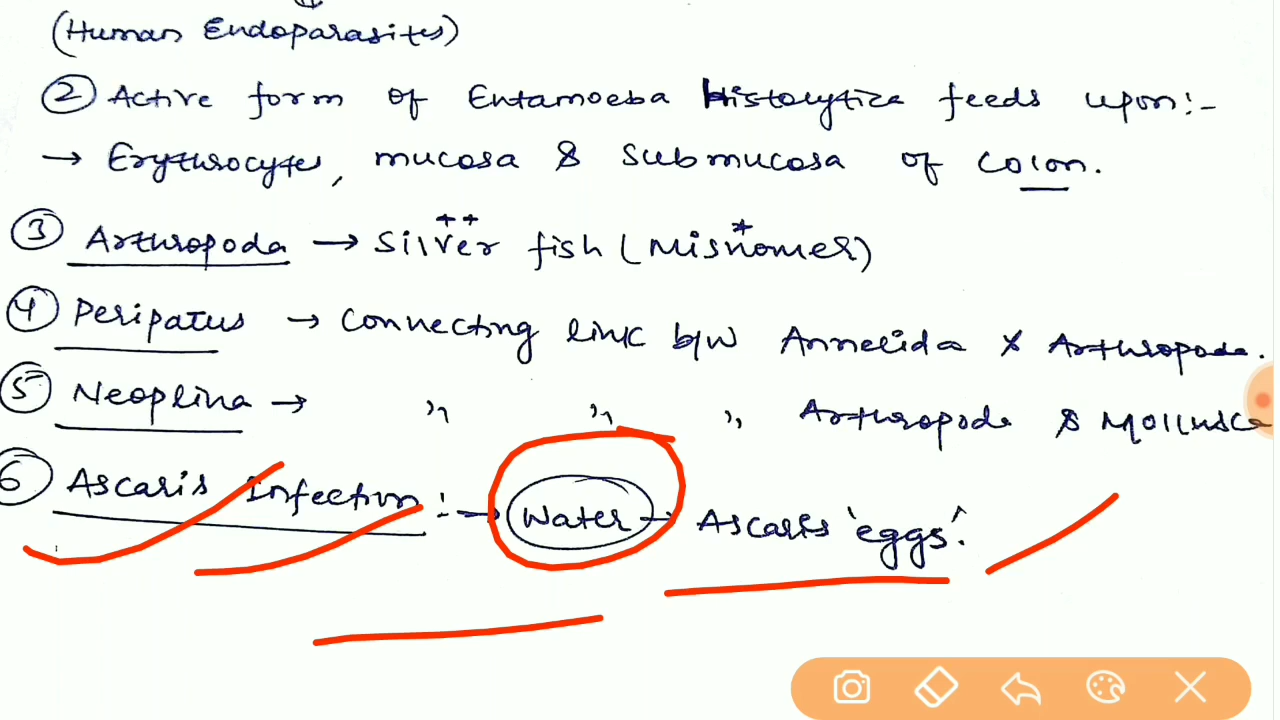 (Human Endoparasites)
② Active form of Entamoeba Histolytica feeds upon:-
→ Erythrocytes, mucosa & submucosa of colon.
③ Arthropoda → Silver fish (Misnomer)
④ Peripatus → Connecting link b/w Annelida & Arthropoda.
⑤ Neoplina → ,, ,, ,, Arthropoda & Mollusca
⑥ Ascaris Infection :→ Water → Ascaris 'eggs'.